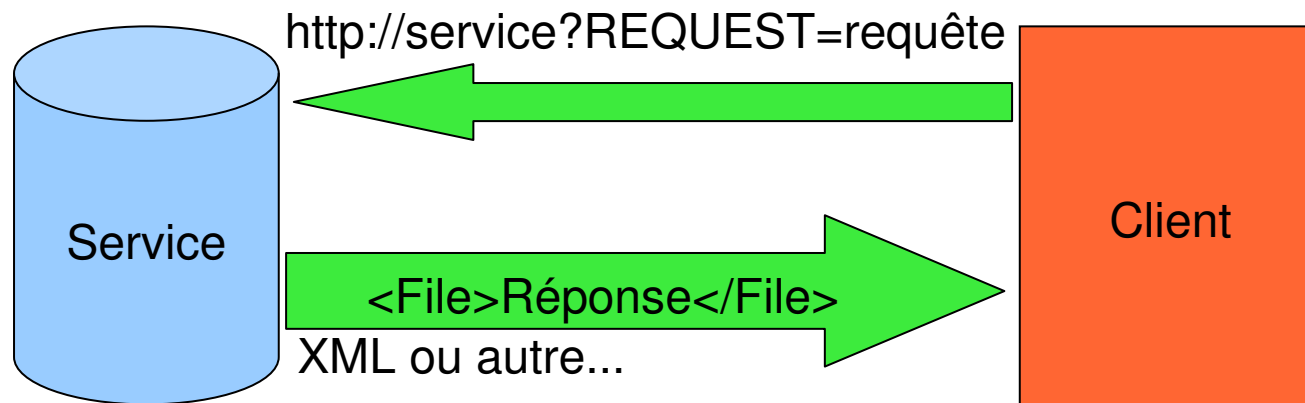 http://service?REQUEST=requête
Service
Client
<File>Réponse</File>
XML ou autre...